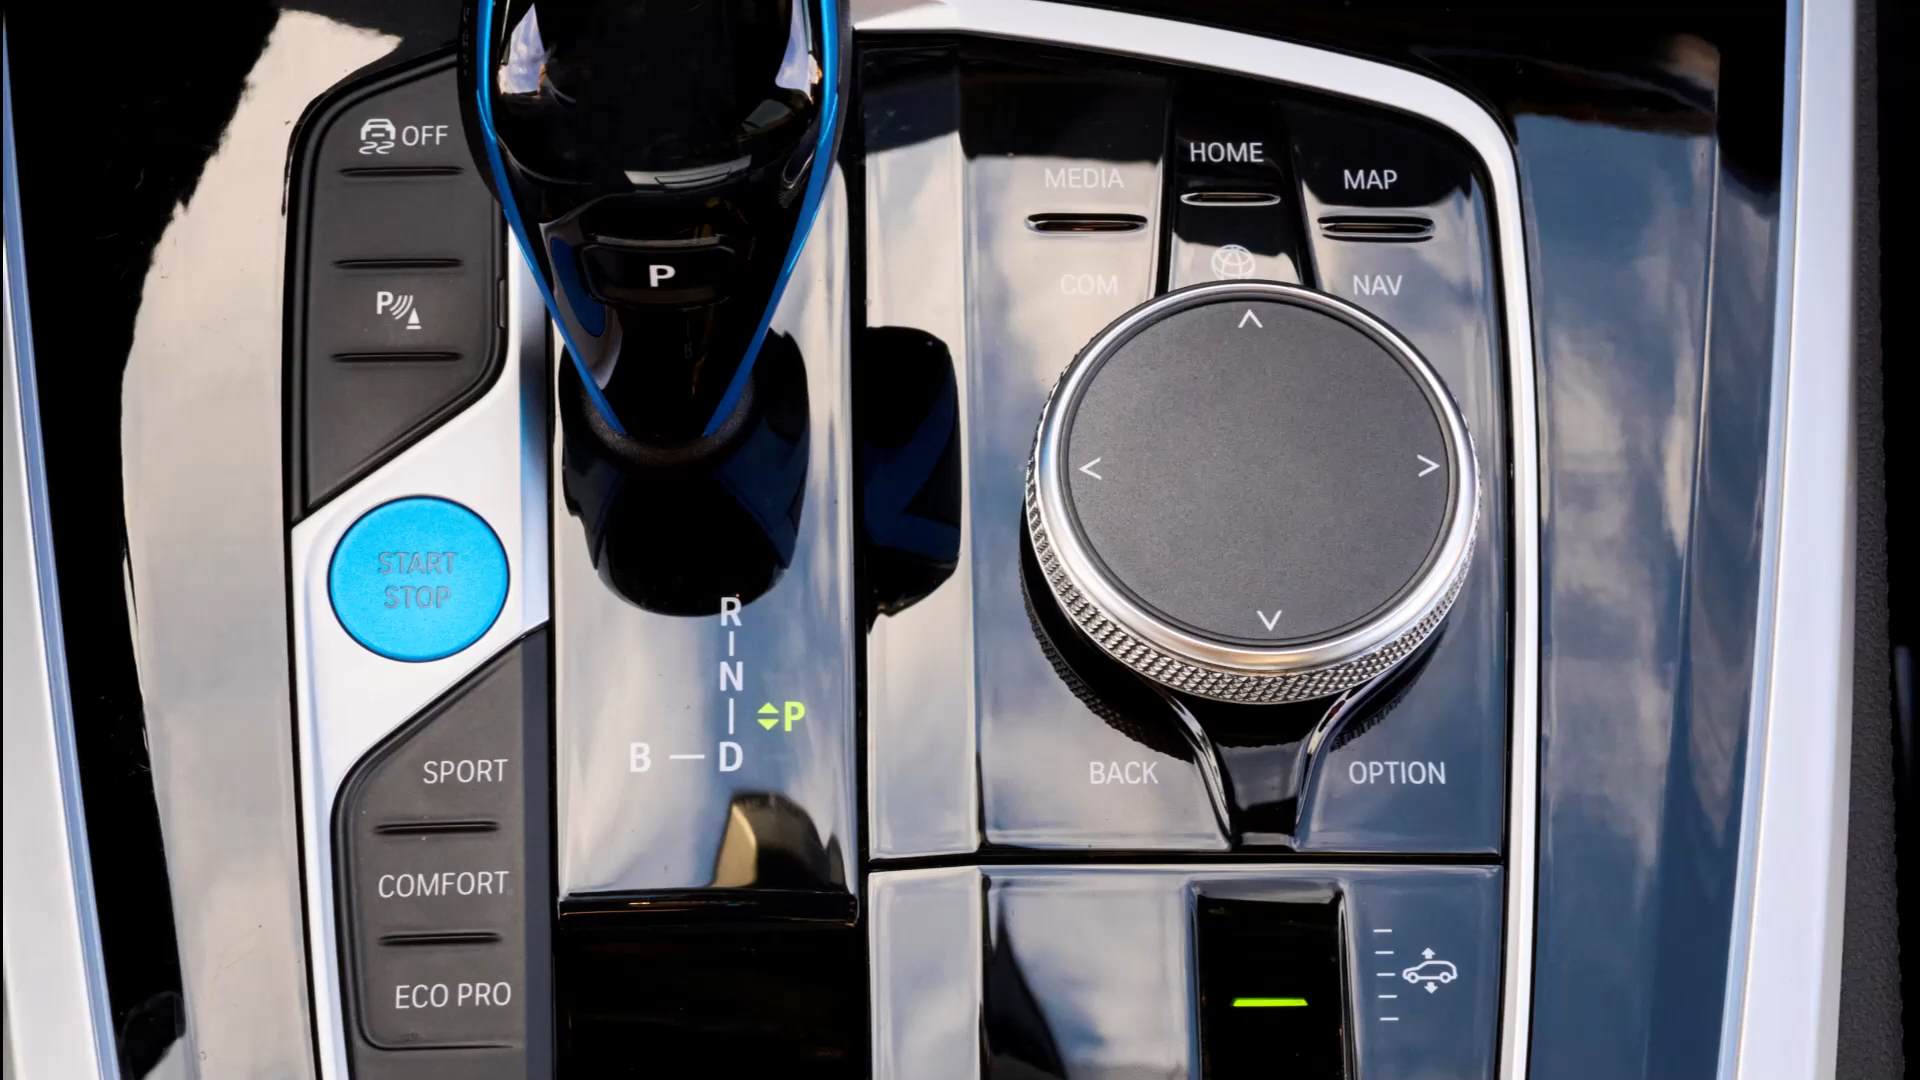 OFF
P
P
START
STOP
R
N
P
B — D
SPORT
COMFORT
ECO PRO
MEDIA
HOME
MAP
COM
NAV
BACK
OPTION